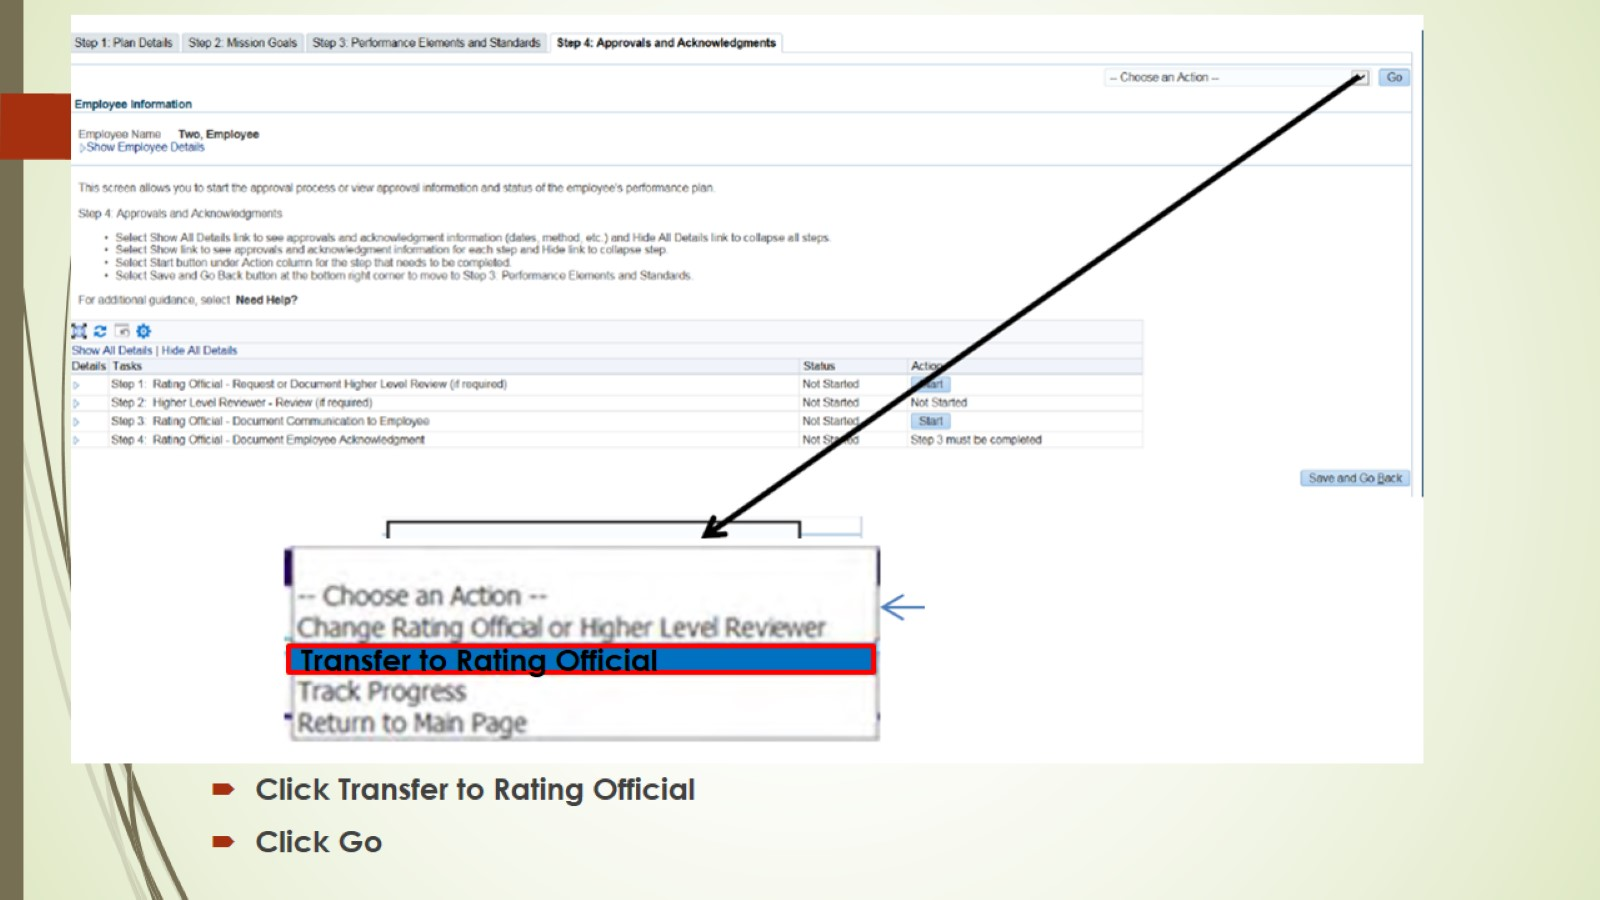 Step 1: Plan Details Step 2: Mission Goals Step 3: Performance Elements and Standards Step 4: Approvals and Acknowledgments
-- Choose an Action -- Go
Employee Information
Employee Name Two, Employee
Show Employee Details
This screen allows you to start the approval process or view approval information and status of the employee's performance plan.
Step 4: Approvals and Acknowledgments
• Select Show All Details link to see approvals and acknowledgment information (dates, method, etc.) and Hide All Details link to collapse all steps.
• Select Show link to see approvals and acknowledgment information for each step and Hide link to collapse step.
• Select Start button under Action column for the step that needs to be completed.
• Select Save and Go Back button at the bottom right corner to move to Step 3: Performance Elements and Standards.
For additional guidance, select Need Help?
Show All Details | Hide All Details
Details Tasks Status Action
Step 1: Rating Official - Request or Document Higher Level Review (if required) Not Started Start
Step 2: Higher Level Reviewer - Review (if required) Not Started Not Started
Step 3: Rating Official - Document Communication to Employee Not Started Start
Step 4: Rating Official - Document Employee Acknowledgment Not Started Step 3 must be completed
Save and Go Back
-- Choose an Action --
Change Rating Official or Higher Level Reviewer
Transfer to Rating Official
Track Progress
Return to Main Page
Click Transfer to Rating Official
Click Go